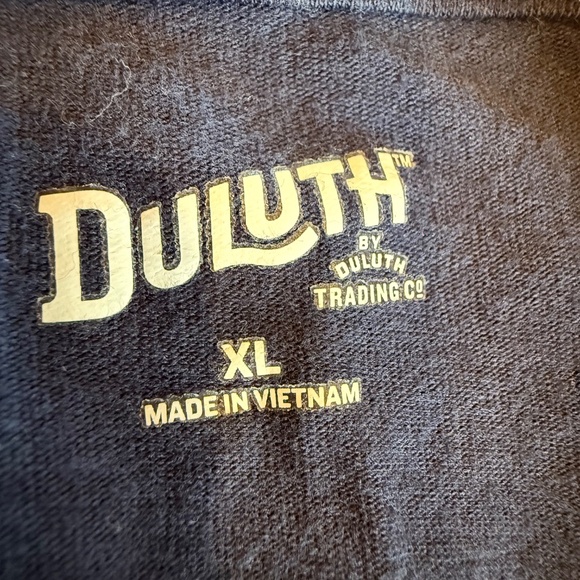 DULUTH™
BY
DULUTH
TRADING Cº
XL
MADE IN VIETNAM